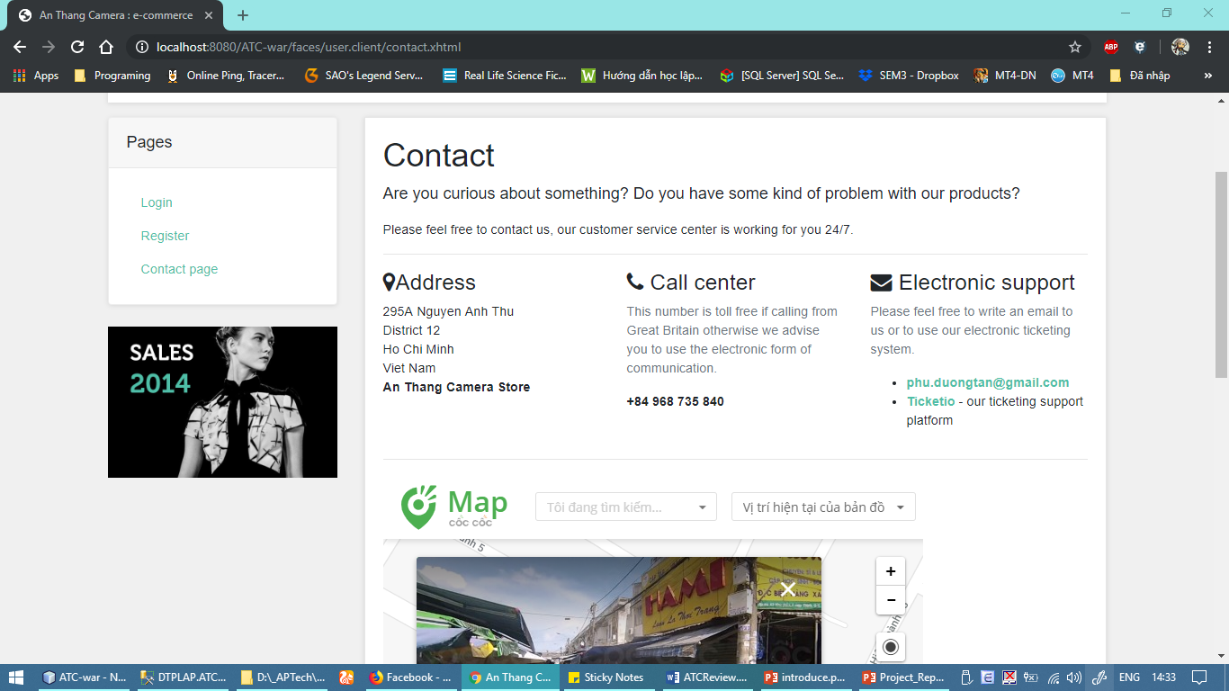 An Thang Camera : e-commerce
localhost:8080/ATC-war/faces/user.client/contact.xhtml
ABP
Apps
Programing
Online Ping, Tracer...
SAO's Legend Serv...
Real Life Science Fic...
Hướng dẫn học lập...
[SQL Server] SQL Se...
SEM3 - Dropbox
MT4-DN
MT4
Đã nhập
»
Pages
Login
Register
Contact page
SALES
2014
Contact
Are you curious about something? Do you have some kind of problem with our products?
Please feel free to contact us, our customer service center is working for you 24/7.
Address
295A Nguyen Anh Thu
District 12
Ho Chi Minh
Viet Nam
An Thang Camera Store
Call center
This number is toll free if calling from
Great Britain otherwise we advise
you to use the electronic form of
communication.
+84 968 735 840
Electronic support
Please feel free to write an email to
us or to use our electronic ticketing
system.
phu.duongtan@gmail.com
Ticketio - our ticketing support
platform
Map
cốc cốc
Tôi đang tìm kiếm...
Vị trí hiện tại của bản đồ
HAMI
+
−
ATC-war - N...
DTPLAP.ATC...
D:\_APTech\...
Facebook - ...
An Thang C...
Sticky Notes
ATCReview....
introduce.p...
Project_Rep...
ENG
14:33